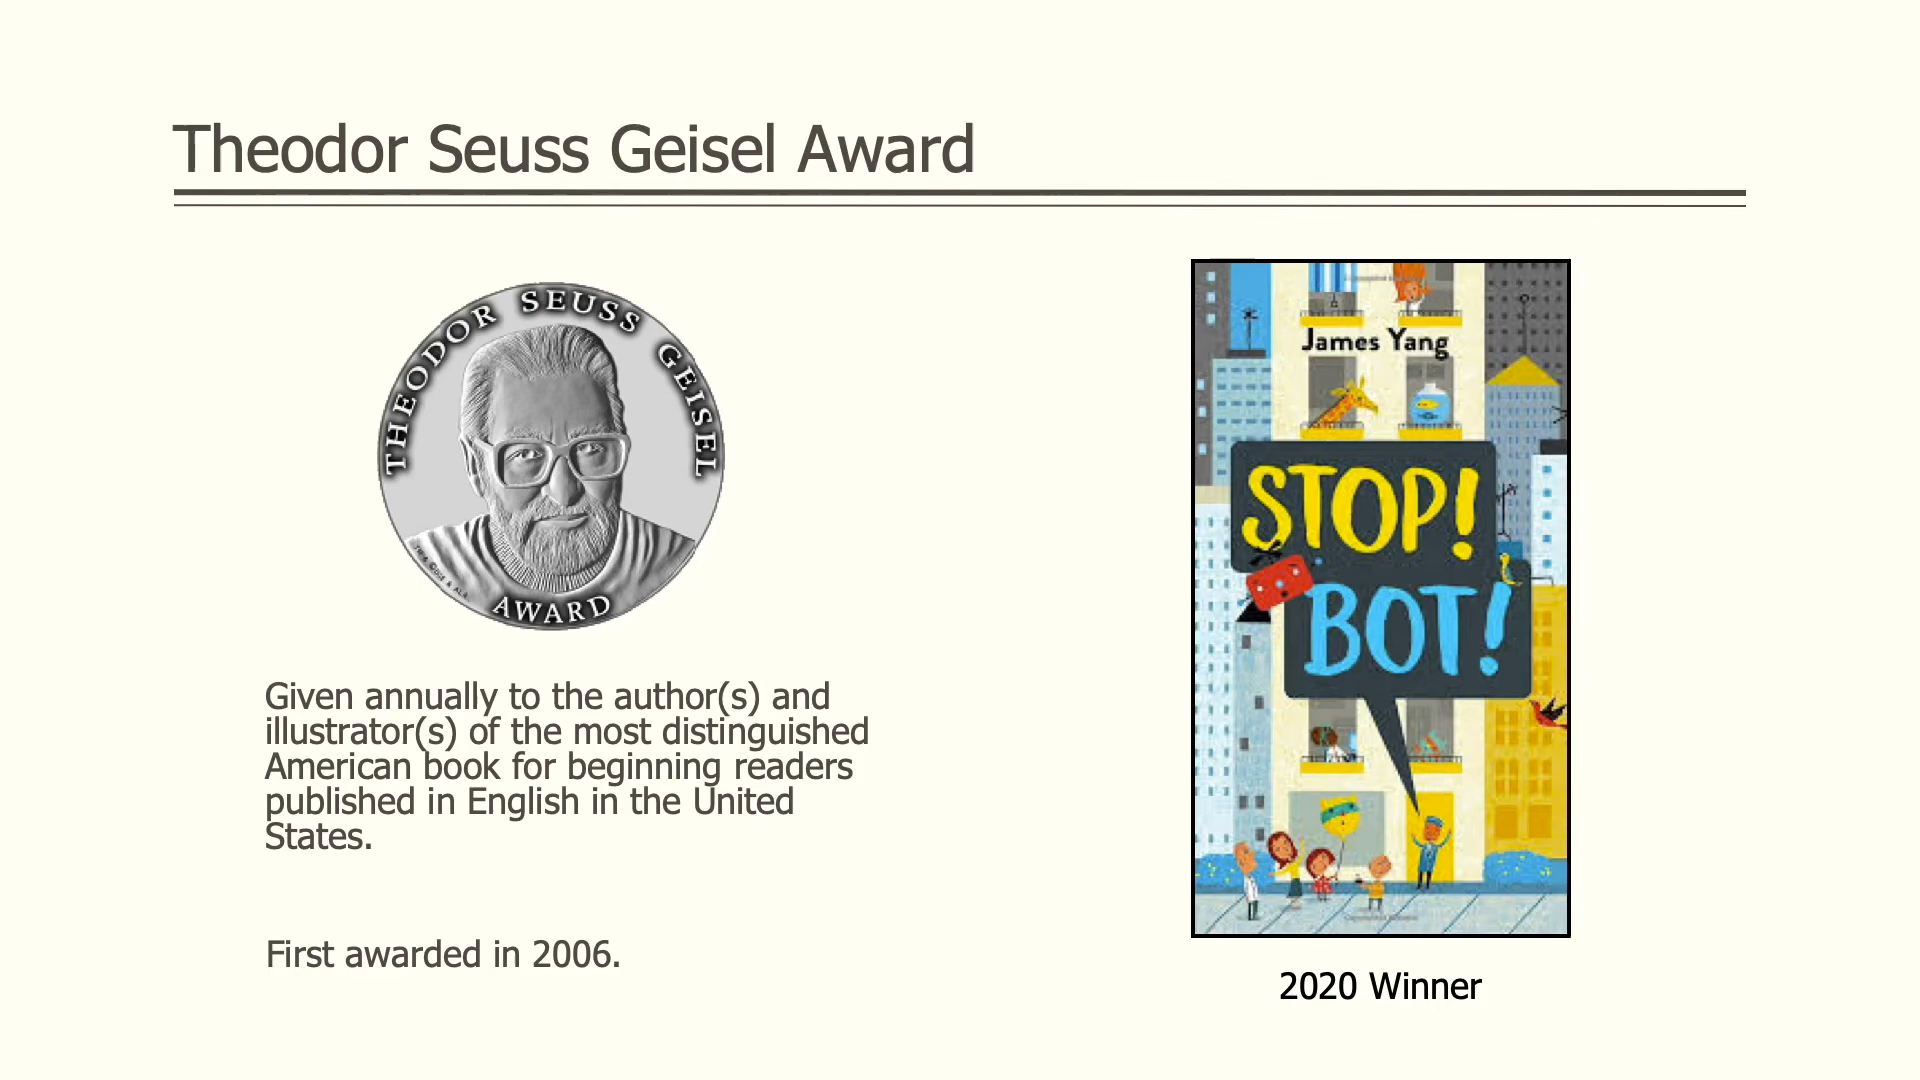 Theodor Seuss Geisel Award
THEODOR SEUSS GEISEL
AWARD
Given annually to the author(s) and
illustrator(s) of the most distinguished
American book for beginning readers
published in English in the United
States.
First awarded in 2006.
James Yang
STOP!
BOT!
2020 Winner